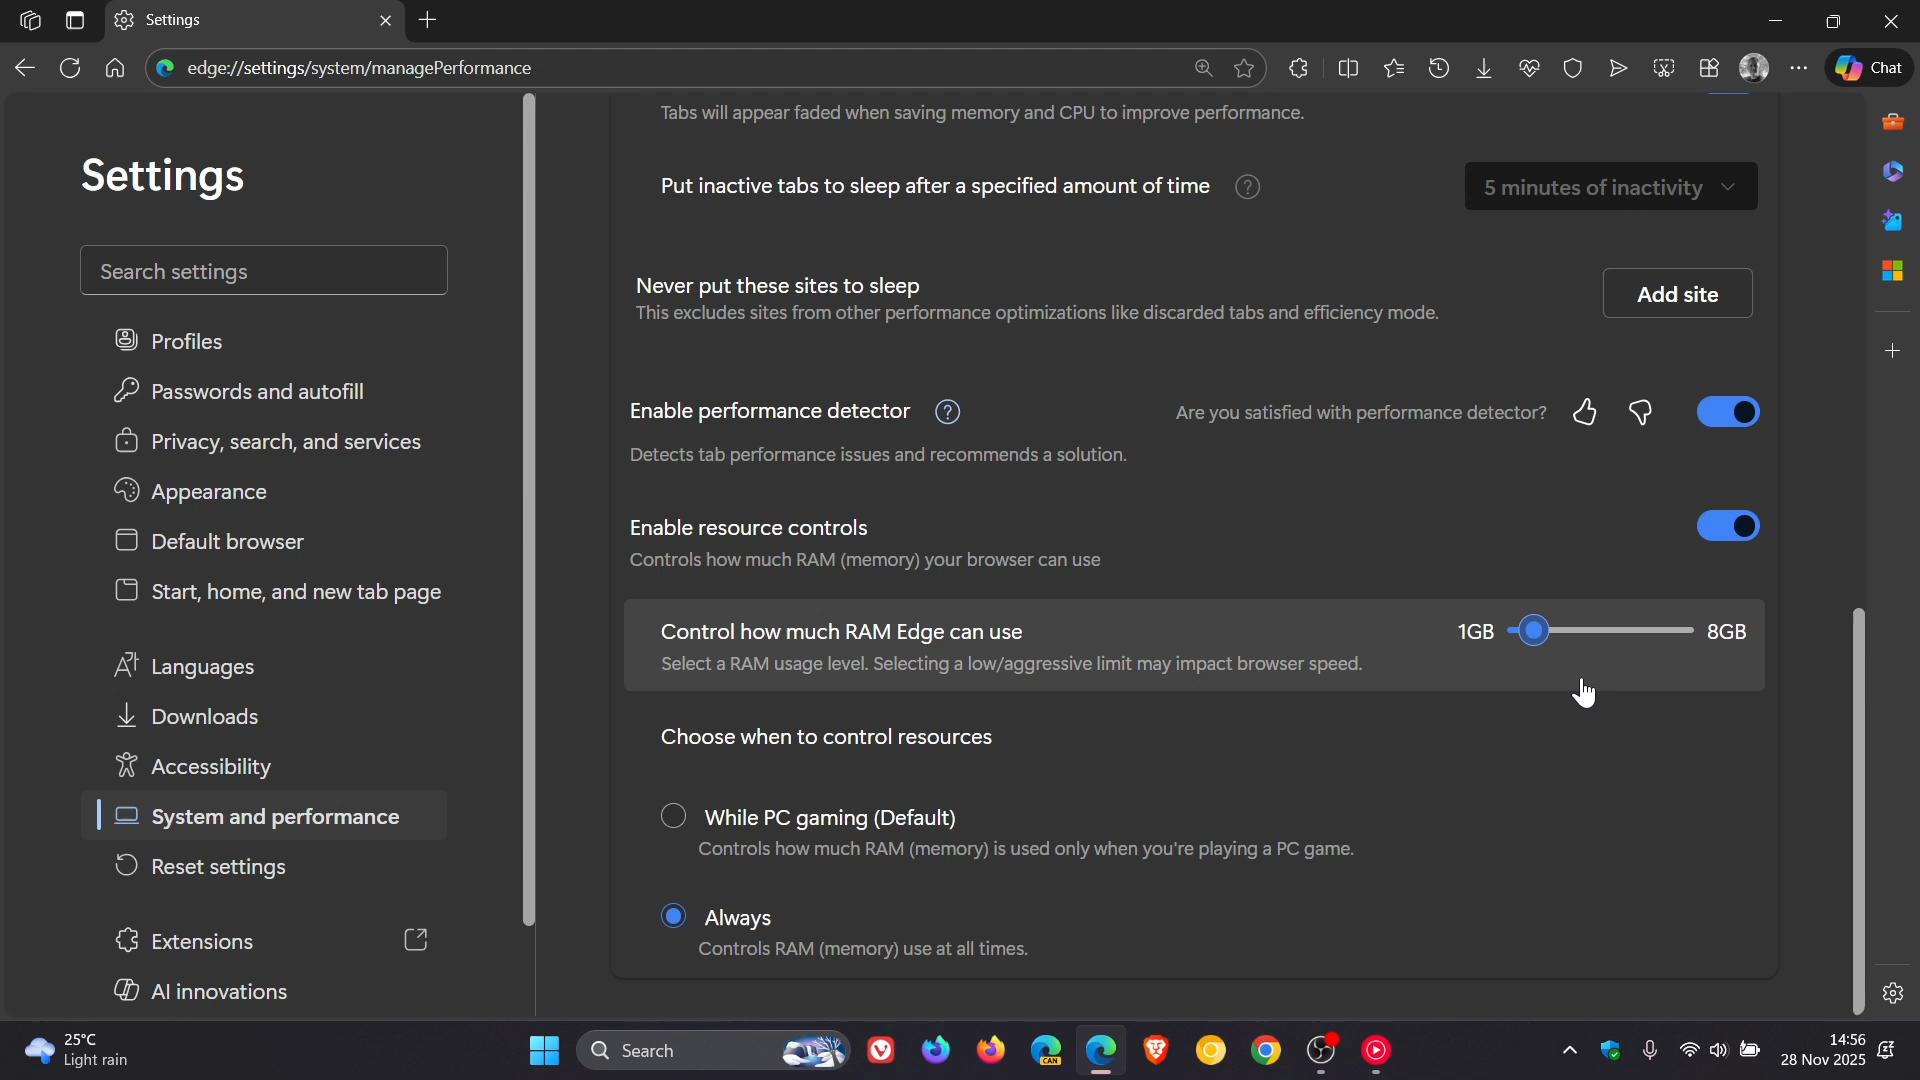 Settings
edge://settings/system/managePerformance
Chat
Settings
Search settings
Profiles
Passwords and autofill
Privacy, search, and services
Appearance
Default browser
Start, home, and new tab page
Languages
Downloads
Accessibility
System and performance
Reset settings
Extensions
AI innovations
Tabs will appear faded when saving memory and CPU to improve performance.
Put inactive tabs to sleep after a specified amount of time
5 minutes of inactivity
Never put these sites to sleep
This excludes sites from other performance optimizations like discarded tabs and efficiency mode.
Add site
Enable performance detector
Are you satisfied with performance detector?
Detects tab performance issues and recommends a solution.
Enable resource controls
Controls how much RAM (memory) your browser can use
Control how much RAM Edge can use
1GB
8GB
Select a RAM usage level. Selecting a low/aggressive limit may impact browser speed.
Choose when to control resources
While PC gaming (Default)
Controls how much RAM (memory) is used only when you're playing a PC game.
Always
Controls RAM (memory) use at all times.
25°C
Light rain
Search
CAN
14:56
28 Nov 2025